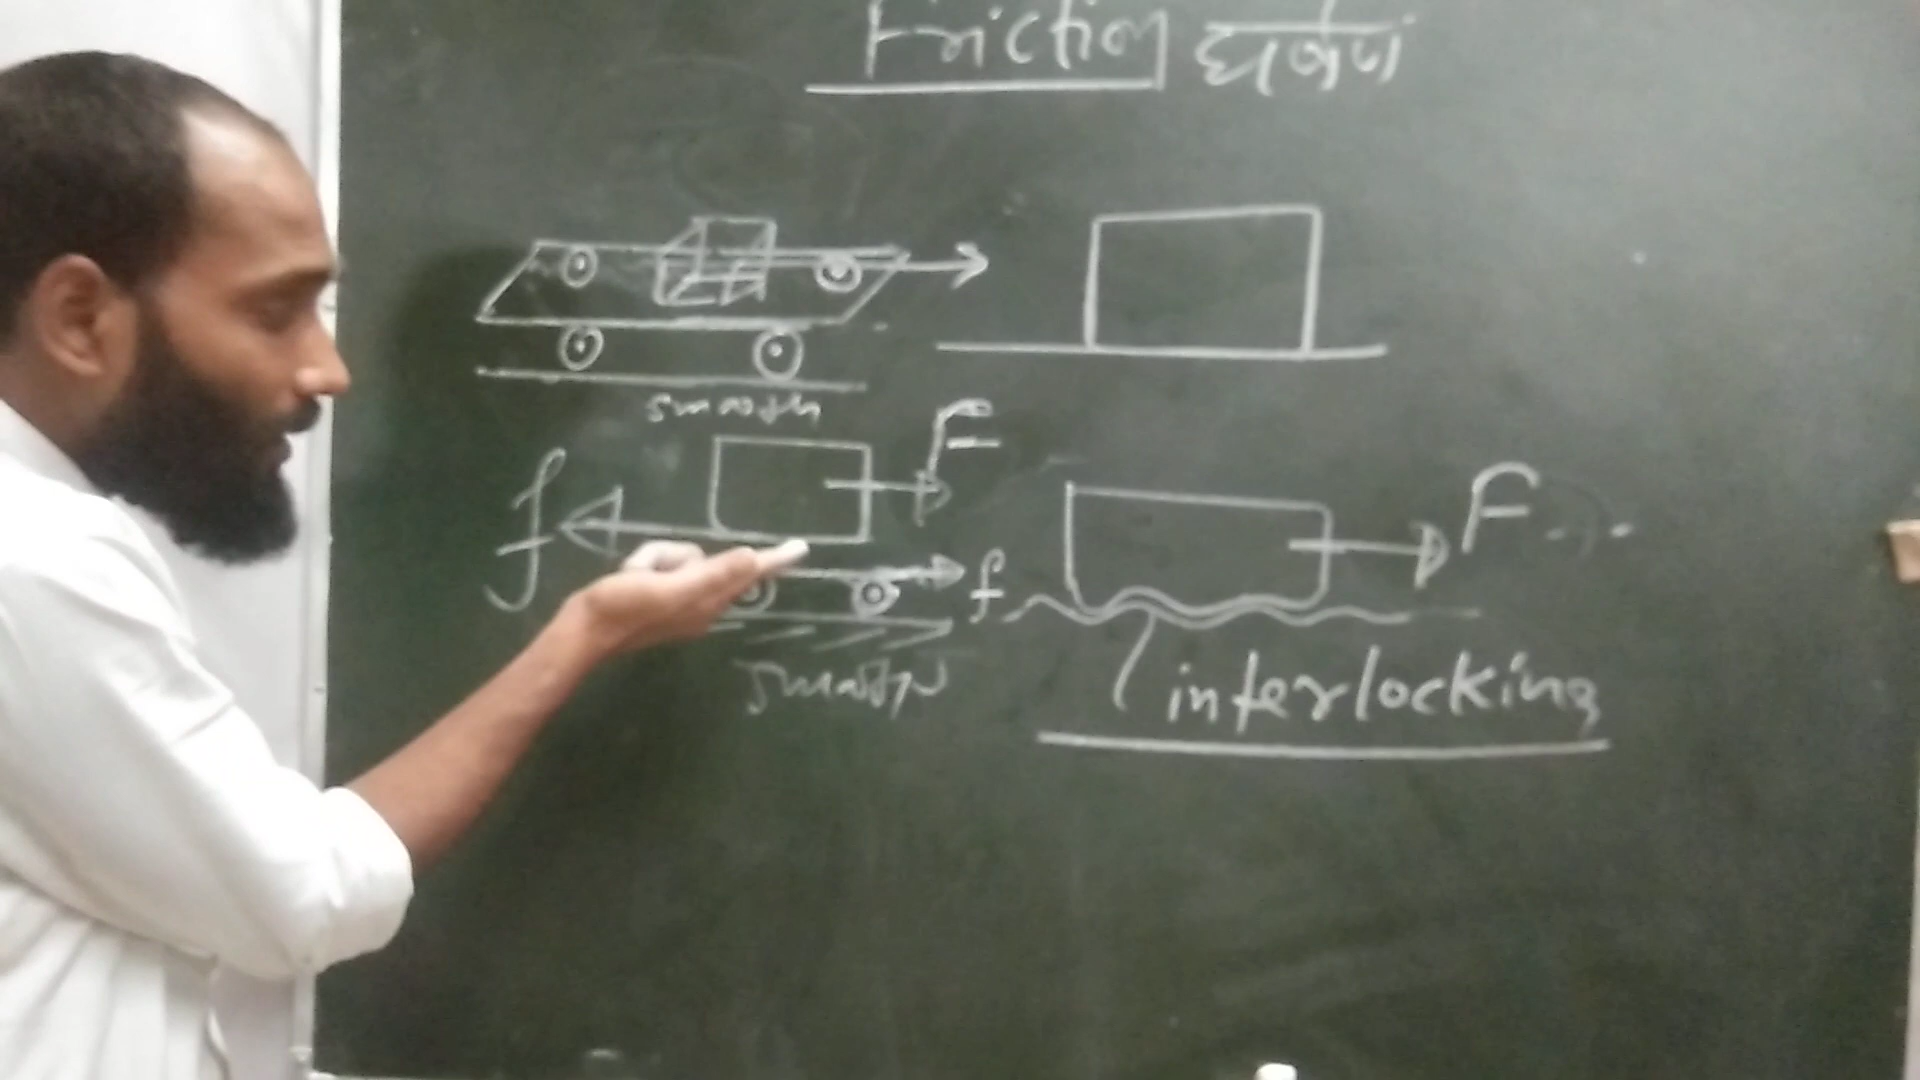 Friction घर्षण
smooth
F
f
F
f
smooth
interlocking